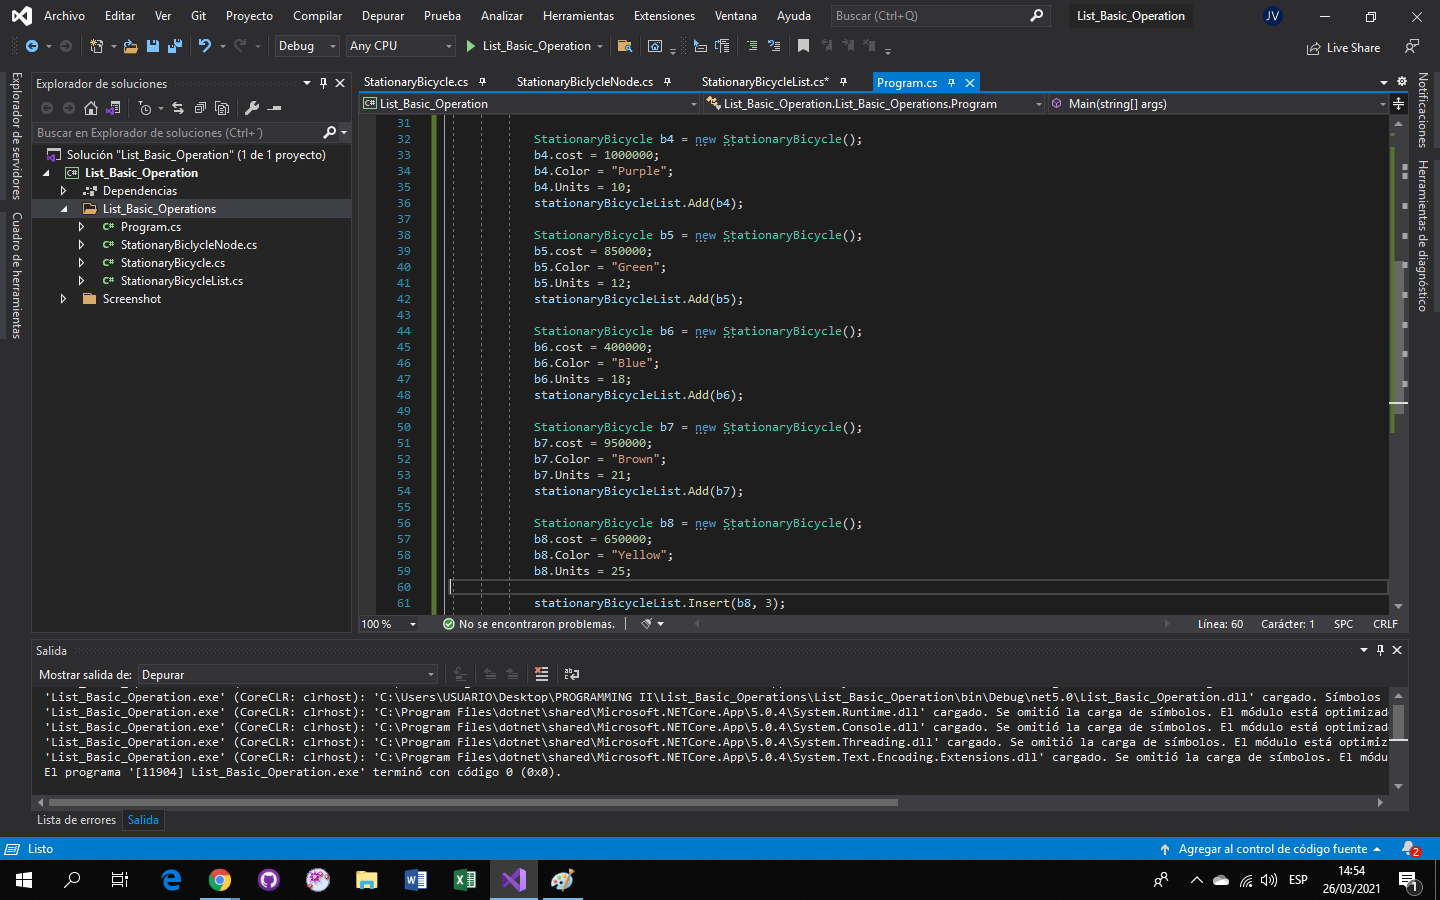 Archivo Editar Ver Git Proyecto Compilar Depurar Prueba Analizar Herramientas Extensiones Ventana Ayuda Buscar (Ctrl+Q) List_Basic_Operation JV
Debug Any CPU List_Basic_Operation Live Share
Explorador de servidores
Cuadro de herramientas
Explorador de soluciones
Buscar en Explorador de soluciones (Ctrl+´)
Solución "List_Basic_Operation" (1 de 1 proyecto)
C# List_Basic_Operation
Dependencias
List_Basic_Operations
C# Program.cs
C# StationaryBiclycleNode.cs
C# StationaryBicycle.cs
C# StationaryBicycleList.cs
Screenshot
StationaryBicycle.cs StationaryBiclycleNode.cs StationaryBicycleList.cs* Program.cs
C# List_Basic_Operation List_Basic_Operation.List_Basic_Operations.Program Main(string[] args)
31
32 StationaryBicycle b4 = new StationaryBicycle();
33 b4.cost = 1000000;
34 b4.Color = "Purple";
35 b4.Units = 10;
36 stationaryBicycleList.Add(b4);
37
38 StationaryBicycle b5 = new StationaryBicycle();
39 b5.cost = 850000;
40 b5.Color = "Green";
41 b5.Units = 12;
42 stationaryBicycleList.Add(b5);
43
44 StationaryBicycle b6 = new StationaryBicycle();
45 b6.cost = 400000;
46 b6.Color = "Blue";
47 b6.Units = 18;
48 stationaryBicycleList.Add(b6);
49
50 StationaryBicycle b7 = new StationaryBicycle();
51 b7.cost = 950000;
52 b7.Color = "Brown";
53 b7.Units = 21;
54 stationaryBicycleList.Add(b7);
55
56 StationaryBicycle b8 = new StationaryBicycle();
57 b8.cost = 650000;
58 b8.Color = "Yellow";
59 b8.Units = 25;
60
61 stationaryBicycleList.Insert(b8, 3);
100 % No se encontraron problemas. Línea: 60 Carácter: 1 SPC CRLF
Notificaciones
Herramientas de diagnóstico
Salida
Mostrar salida de: Depurar
'List_Basic_Operation.exe' (CoreCLR: clrhost): 'C:\Users\USUARIO\Desktop\PROGRAMMING II\List_Basic_Operations\List_Basic_Operation\bin\Debug\net5.0\List_Basic_Operation.dll' cargado. Símbolos
'List_Basic_Operation.exe' (CoreCLR: clrhost): 'C:\Program Files\dotnet\shared\Microsoft.NETCore.App\5.0.4\System.Runtime.dll' cargado. Se omitió la carga de símbolos. El módulo está optimizad
'List_Basic_Operation.exe' (CoreCLR: clrhost): 'C:\Program Files\dotnet\shared\Microsoft.NETCore.App\5.0.4\System.Console.dll' cargado. Se omitió la carga de símbolos. El módulo está optimizad
'List_Basic_Operation.exe' (CoreCLR: clrhost): 'C:\Program Files\dotnet\shared\Microsoft.NETCore.App\5.0.4\System.Threading.dll' cargado. Se omitió la carga de símbolos. El módulo está optimiz
'List_Basic_Operation.exe' (CoreCLR: clrhost): 'C:\Program Files\dotnet\shared\Microsoft.NETCore.App\5.0.4\System.Text.Encoding.Extensions.dll' cargado. Se omitió la carga de símbolos. El módu
El programa '[11904] List_Basic_Operation.exe' terminó con código 0 (0x0).
Lista de errores Salida
Listo Agregar al control de código fuente 2
ESP 14:54
26/03/2021 1